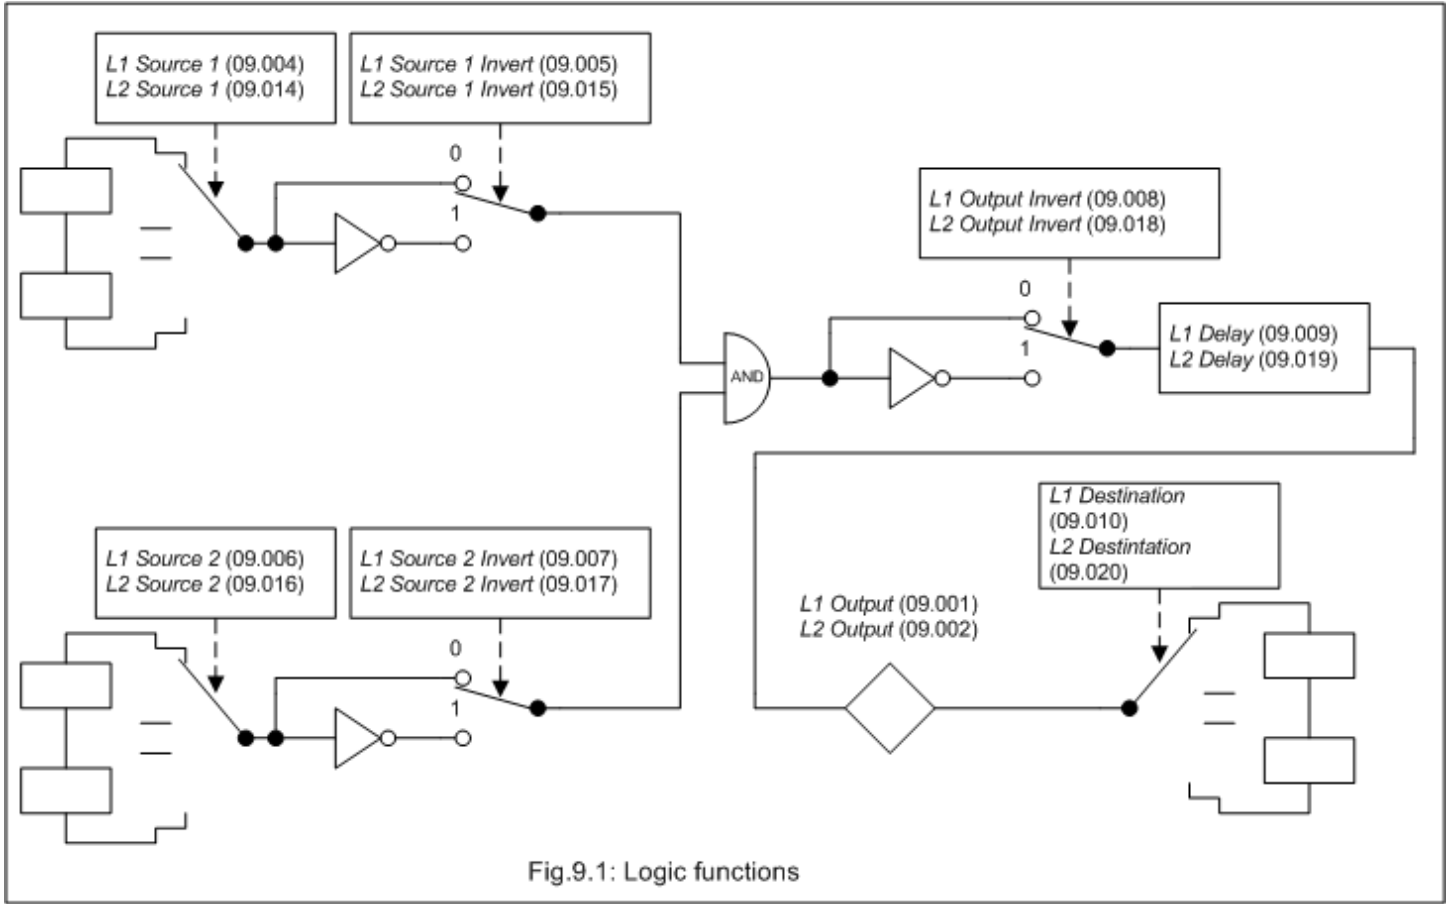 L1 Source 1 (09.004)
L2 Source 1 (09.014)
L1 Source 1 Invert (09.005)
L2 Source 1 Invert (09.015)
0
1
L1 Output Invert (09.008)
L2 Output Invert (09.018)
0
1
L1 Delay (09.009)
L2 Delay (09.019)
AND
L1 Source 2 (09.006)
L2 Source 2 (09.016)
L1 Source 2 Invert (09.007)
L2 Source 2 Invert (09.017)
0
1
L1 Destination
(09.010)
L2 Destintation
(09.020)
L1 Output (09.001)
L2 Output (09.002)
Fig.9.1: Logic functions